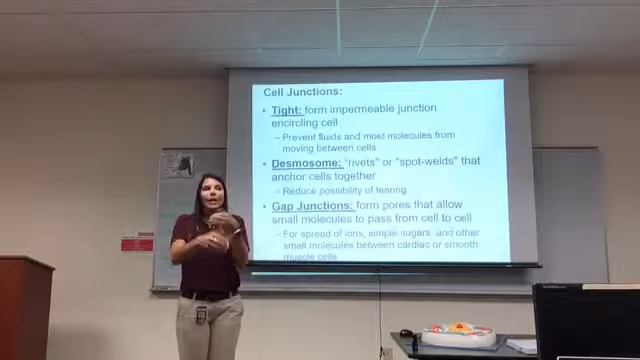 Cell Junctions:
• Tight: form impermeable junction
encircling cell
– Prevent fluids and most molecules from
moving between cells
• Desmosome: "rivets" or "spot-welds" that
anchor cells together
– Reduce possibility of tearing
• Gap Junctions: form pores that allow
small molecules to pass from cell to cell
– For spread of ions, simple sugars, and other
small molecules between cardiac or smooth
muscle cells